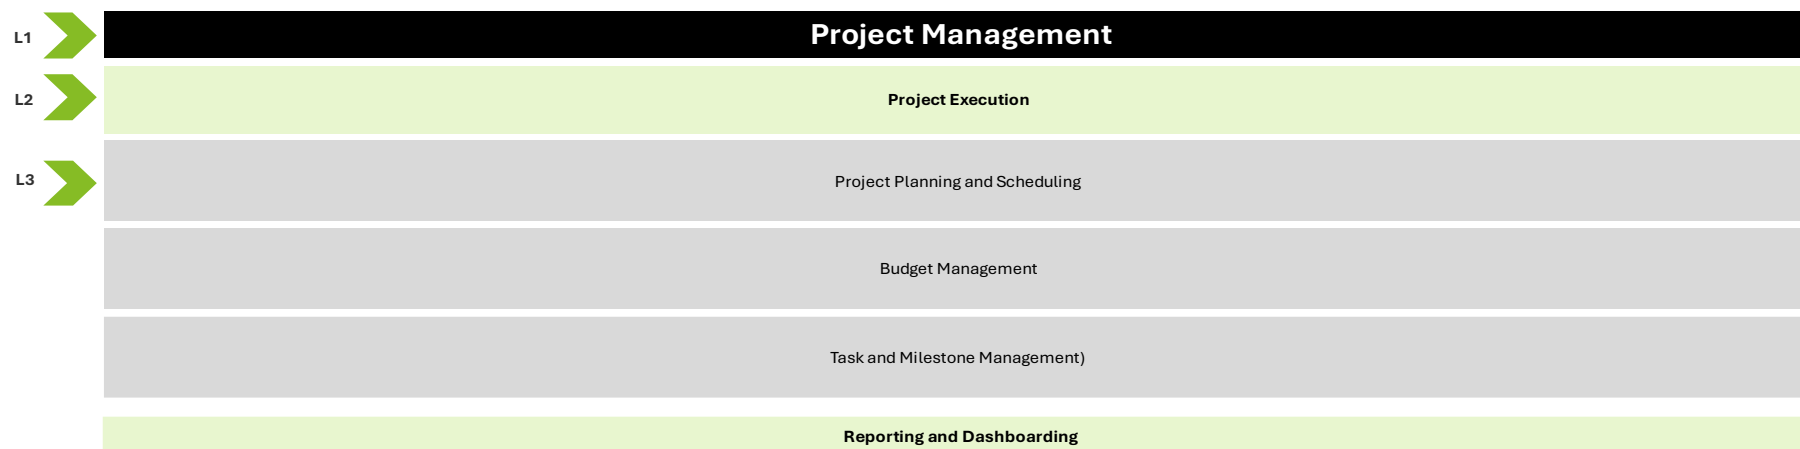 L1
Project Management
L2
Project Execution
L3
Project Planning and Scheduling
Budget Management
Task and Milestone Management)
Reporting and Dashboarding